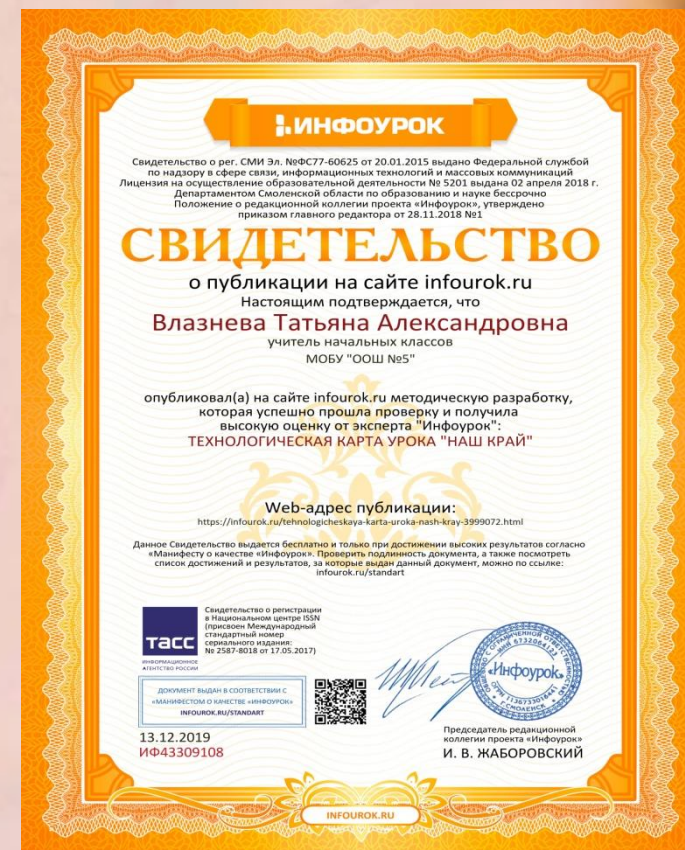 ИНФОУРОК
Свидетельство о рег. СМИ Эл. №ФС77-60625 от 20.01.2015 выдано Федеральной службой
по надзору в сфере связи, информационных технологий и массовых коммуникаций
Лицензия на осуществление образовательной деятельности № 5201 выдана 02 апреля 2018 г.
Департаментом Смоленской области по образованию и науке бессрочно
Положение о редакционной коллегии проекта «Инфоурок», утверждено
приказом главного редактора от 28.11.2018 №1
СВИДЕТЕЛЬСТВО
о публикации на сайте infourok.ru
Настоящим подтверждается, что
Влазнева Татьяна Александровна
учитель начальных классов
МОБУ "ООШ №5"
опубликовал(а) на сайте infourok.ru методическую разработку,
которая успешно прошла проверку и получила
высокую оценку от эксперта "Инфоурок":
ТЕХНОЛОГИЧЕСКАЯ КАРТА УРОКА "НАШ КРАЙ"
Web-адрес публикации:
https://infourok.ru/tehnologicheskaya-karta-uroka-nash-kray-3999072.html
Данное Свидетельство выдается бесплатно и только при достижении высоких результатов согласно
«Манифесту о качестве «Инфоурок». Проверить подлинность документа, а также посмотреть
список достижений и результатов, за которые выдан данный документ, можно по ссылке:
infourok.ru/standart
Свидетельство о регистрации
в Национальном центре ISSN
(присвоен Международный
стандартный номер
сериального издания:
№ 2587-8018 от 17.05.2017)
ТАСС
ИНФОРМАЦИОННОЕ
АГЕНТСТВО РОССИИ
ДОКУМЕНТ ВЫДАН В СООТВЕТСТВИИ С
«МАНИФЕСТОМ О КАЧЕСТВЕ «ИНФОУРОК»
INFOUROK.RU/STANDART
13.12.2019
ИФ43309108
«Инфоурок»
Председатель редакционной
коллегии проекта «Инфоурок»
И. В. ЖАБОРОВСКИЙ
INFOUROK.RU